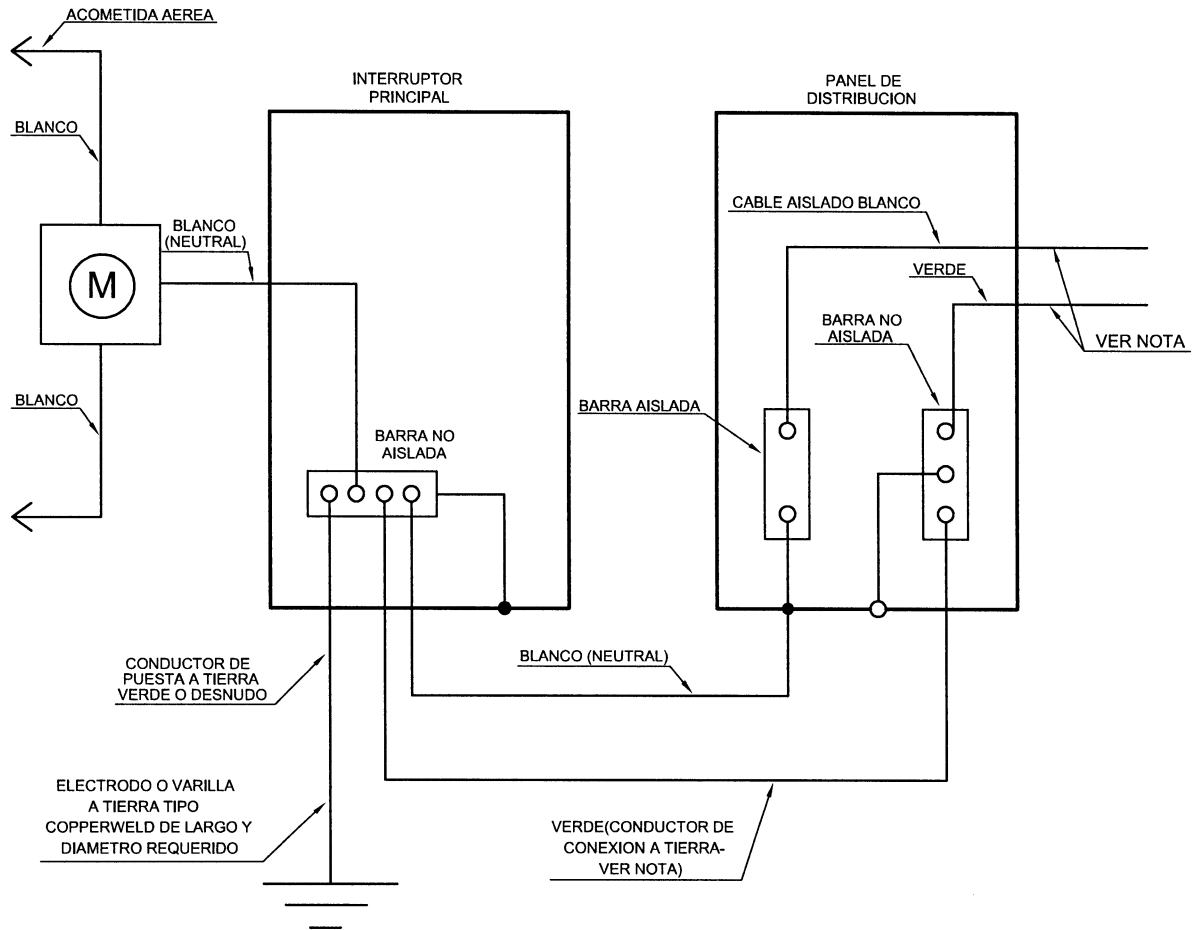 ACOMETIDA AEREA
INTERRUPTOR
PRINCIPAL
PANEL DE
DISTRIBUCION
BLANCO
CABLE AISLADO BLANCO
BLANCO
(NEUTRAL)
VERDE
M
BARRA NO
AISLADA
VER NOTA
BLANCO
BARRA AISLADA
BARRA NO
AISLADA
BLANCO (NEUTRAL)
CONDUCTOR DE
PUESTA A TIERRA
VERDE O DESNUDO
ELECTRODO O VARILLA
A TIERRA TIPO
COPPERWELD DE LARGO Y
DIAMETRO REQUERIDO
VERDE(CONDUCTOR DE
CONEXION A TIERRA-
VER NOTA)